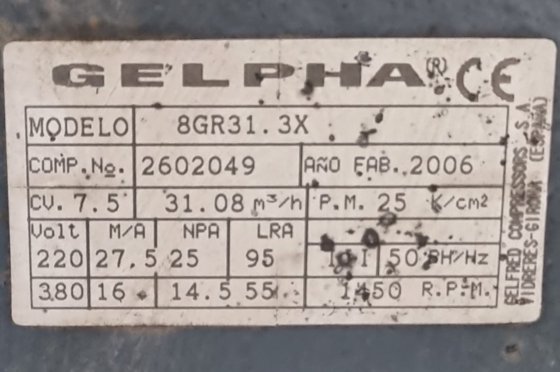 GELPHA® CE
MODELO 8GR31.3X
COMP.No. 2602049 AÑO FAB. 2006
CV. 7.5 31.08 m³/h P.M. 25 K/cm²
Volt M/A NPA LRA
220 27.5 25 95 50 PH/Hz
380 16 14.5 55 1450 R.P.M.
GELFRED COMPRESSORS, S.A.
VIDRERES-GIRONA (ESPAÑA)